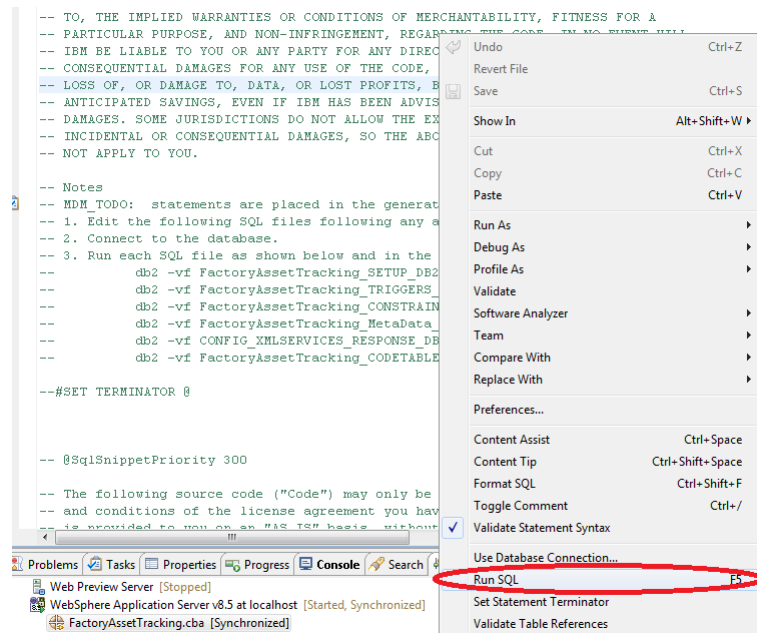 -- TO, THE IMPLIED WARRANTIES OR CONDITIONS OF MERCHANTABILITY, FITNESS FOR A
-- PARTICULAR PURPOSE, AND NON-INFRINGEMENT, REGARDING THE CODE. IN NO EVENT WILL
-- IBM BE LIABLE TO YOU OR ANY PARTY FOR ANY DIREC
-- CONSEQUENTIAL DAMAGES FOR ANY USE OF THE CODE,
-- LOSS OF, OR DAMAGE TO, DATA, OR LOST PROFITS, B
-- ANTICIPATED SAVINGS, EVEN IF IBM HAS BEEN ADVIS
-- DAMAGES. SOME JURISDICTIONS DO NOT ALLOW THE EX
-- INCIDENTAL OR CONSEQUENTIAL DAMAGES, SO THE ABO
-- NOT APPLY TO YOU.
-- Notes
-- MDM_TODO: statements are placed in the generat
-- 1. Edit the following SQL files following any a
-- 2. Connect to the database.
-- 3. Run each SQL file as shown below and in the
-- db2 -vf FactoryAssetTracking_SETUP_DB2
-- db2 -vf FactoryAssetTracking_TRIGGERS_
-- db2 -vf FactoryAssetTracking_CONSTRAIN
-- db2 -vf FactoryAssetTracking_MetaData_
-- db2 -vf CONFIG_XMLSERVICES_RESPONSE_DB
-- db2 -vf FactoryAssetTracking_CODETABLE
--#SET TERMINATOR @
-- @SqlSnippetPriority 300
-- The following source code ("Code") may only be
-- and conditions of the license agreement you hav
-- is provided to you on an "AS IS" basis, without
Undo Ctrl+Z
Revert File
Save Ctrl+S
Show In Alt+Shift+W
Cut Ctrl+X
Copy Ctrl+C
Paste Ctrl+V
Run As
Debug As
Profile As
Validate
Software Analyzer
Team
Compare With
Replace With
Preferences...
Content Assist Ctrl+Space
Content Tip Ctrl+Shift+Space
Format SQL Ctrl+Shift+F
Toggle Comment Ctrl+/
Validate Statement Syntax
Use Database Connection...
Run SQL F5
Set Statement Terminator
Validate Table References
Problems Tasks Properties Progress Console Search
Web Preview Server [Stopped]
WebSphere Application Server v8.5 at localhost [Started, Synchronized]
FactoryAssetTracking.cba [Synchronized]